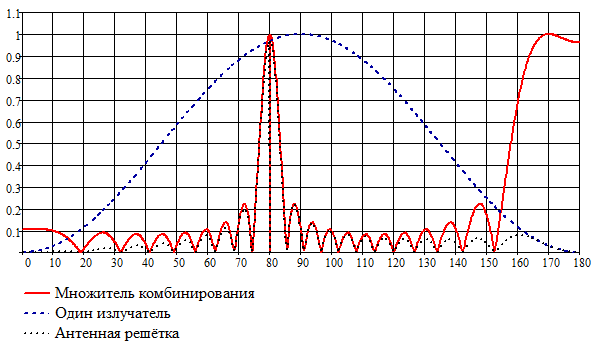 1.1
1
0.9
0.8
0.7
0.6
0.5
0.4
0.3
0.2
0.1
0 10 20 30 40 50 60 70 80 90 100 110 120 130 140 150 160 170 180
Множитель комбинирования
Один излучатель
Антенная решётка